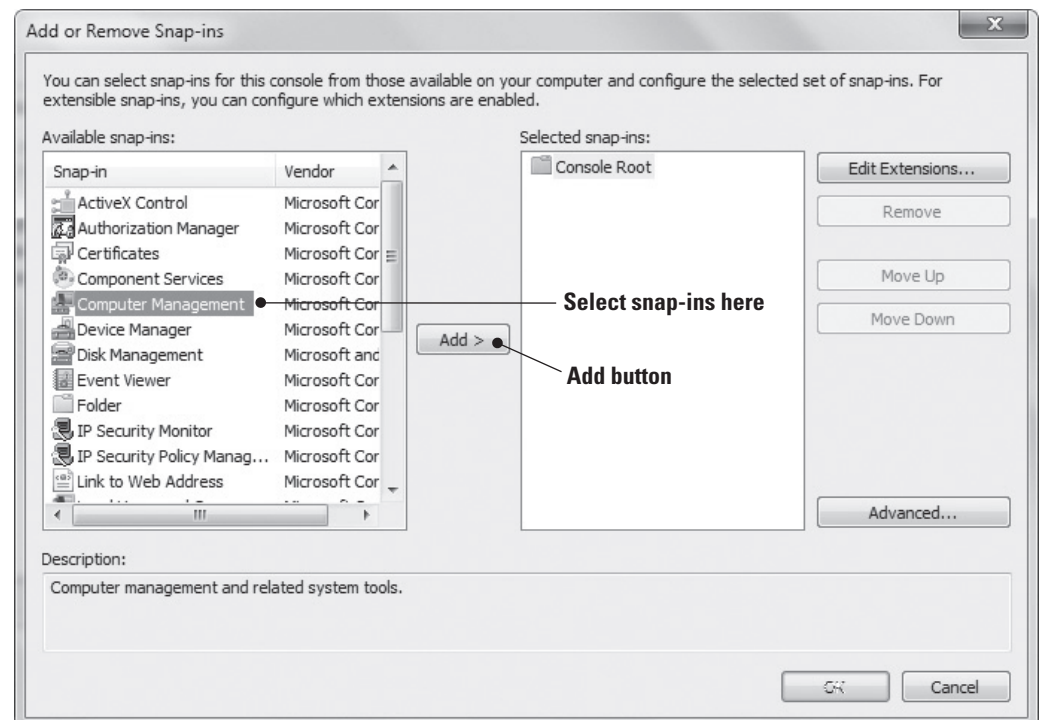 Add or Remove Snap-ins
You can select snap-ins for this console from those available on your computer and configure the selected set of snap-ins. For
extensible snap-ins, you can configure which extensions are enabled.
Available snap-ins:
Snap-in Vendor
ActiveX Control Microsoft Cor
Authorization Manager Microsoft Cor
Certificates Microsoft Cor
Component Services Microsoft Cor
Computer Management Microsoft Cor
Device Manager Microsoft Cor
Disk Management Microsoft and
Event Viewer Microsoft Cor
Folder Microsoft Cor
IP Security Monitor Microsoft Cor
IP Security Policy Manag... Microsoft Cor
Link to Web Address Microsoft Cor
Add >
Select snap-ins here
Add button
Selected snap-ins:
Console Root
Edit Extensions...
Remove
Move Up
Move Down
Advanced...
Description:
Computer management and related system tools.
OK
Cancel